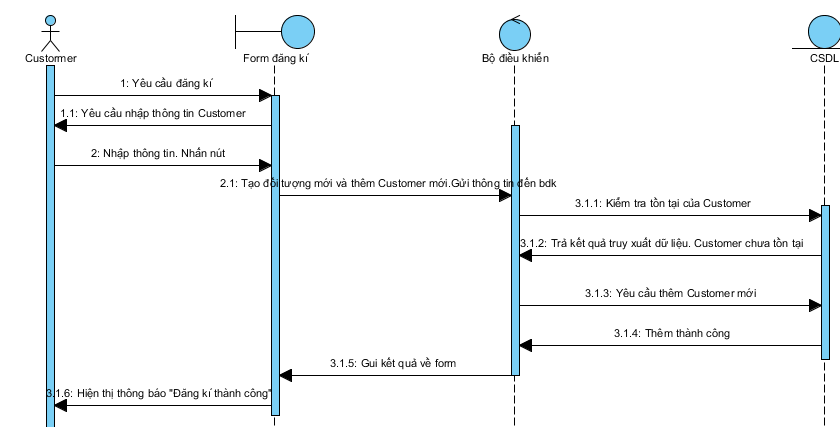 Customer
Form đăng kí
Bộ điều khiển
CSDL
1: Yêu cầu đăng kí
1.1: Yêu cầu nhập thông tin Customer
2: Nhập thông tin. Nhấn nút
2.1: Tạo đối tượng mới và thêm Customer mới.Gửi thông tin đến bdk
3.1.1: Kiểm tra tồn tại của Customer
3.1.2: Trả kết quả truy xuất dữ liệu. Customer chưa tồn tại
3.1.3: Yêu cầu thêm Customer mới
3.1.4: Thêm thành công
3.1.5: Gui kết quả về form
3.1.6: Hiện thị thông báo "Đăng kí thành công"